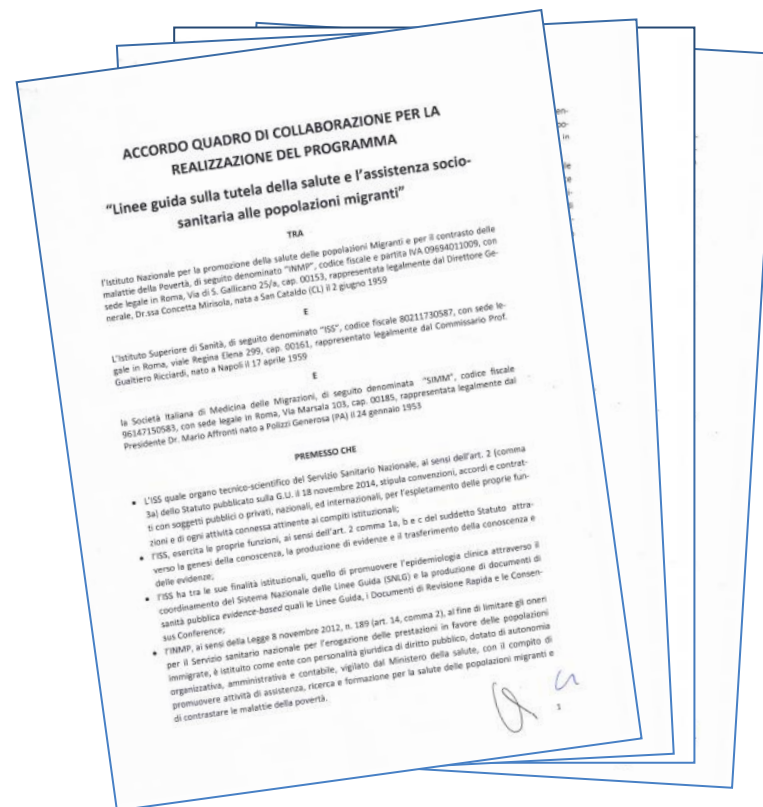 ACCORDO QUADRO DI COLLABORAZIONE PER LA
REALIZZAZIONE DEL PROGRAMMA
“Linee guida sulla tutela della salute e l’assistenza socio-
sanitaria alle popolazioni migranti”
TRA
l’Istituto Nazionale per la promozione della salute delle popolazioni Migranti e per il contrasto delle
malattie della Povertà, di seguito denominato "INMP", codice fiscale e partita IVA 09694011009, con
sede legale in Roma, Via di S. Gallicano 25/a, cap. 00153, rappresentata legalmente dal Direttore Ge-
nerale, Dr.ssa Concetta Mirisola, nata a San Cataldo (CL) il 2 giugno 1959
E
L’Istituto Superiore di Sanità, di seguito denominato "ISS", codice fiscale 80211730587, con sede le-
gale in Roma, viale Regina Elena 299, cap. 00161, rappresentato legalmente dal Commissario Prof.
Gualtiero Ricciardi, nato a Napoli il 17 aprile 1959
E
la Società Italiana di Medicina delle Migrazioni, di seguito denominata "SIMM", codice fiscale
96147150583, con sede legale in Roma, Via Marsala 103, cap. 00185, rappresentata legalmente dal
Presidente Dr. Mario Affronti nato a Polizzi Generosa (PA) il 24 gennaio 1953
PREMESSO CHE
• L’ISS quale organo tecnico-scientifico del Servizio Sanitario Nazionale, ai sensi dell’art. 2 (comma
3a) dello Statuto pubblicato sulla G.U. il 18 novembre 2014, stipula convenzioni, accordi e contrat-
ti con soggetti pubblici o privati, nazionali, ed internazionali, per l’espletamento delle proprie fun-
zioni e di ogni attività connessa attinente ai compiti istituzionali;
• l’ISS, esercita le proprie funzioni, ai sensi dell’art. 2 comma 1a, b e c del suddetto Statuto attra-
verso la genesi della conoscenza, la produzione di evidenze e il trasferimento della conoscenza e
delle evidenze;
• l’ISS ha tra le sue finalità istituzionali, quello di promuovere l’epidemiologia clinica attraverso il
coordinamento del Sistema Nazionale delle Linee Guida (SNLG) e la produzione di documenti di
sanità pubblica evidence-based quali le Linee Guida, i Documenti di Revisione Rapida e le Consen-
sus Conference;
• l’INMP, ai sensi della Legge 8 novembre 2012, n. 189 (art. 14, comma 2), al fine di limitare gli oneri
per il Servizio sanitario nazionale per l’erogazione delle prestazioni in favore delle popolazioni
immigrate, è istituito come ente con personalità giuridica di diritto pubblico, dotato di autonomia
organizzativa, amministrativa e contabile, vigilato dal Ministero della salute, con il compito di
promuovere attività di assistenza, ricerca e formazione per la salute delle popolazioni migranti e
di contrastare le malattie della povertà.
1